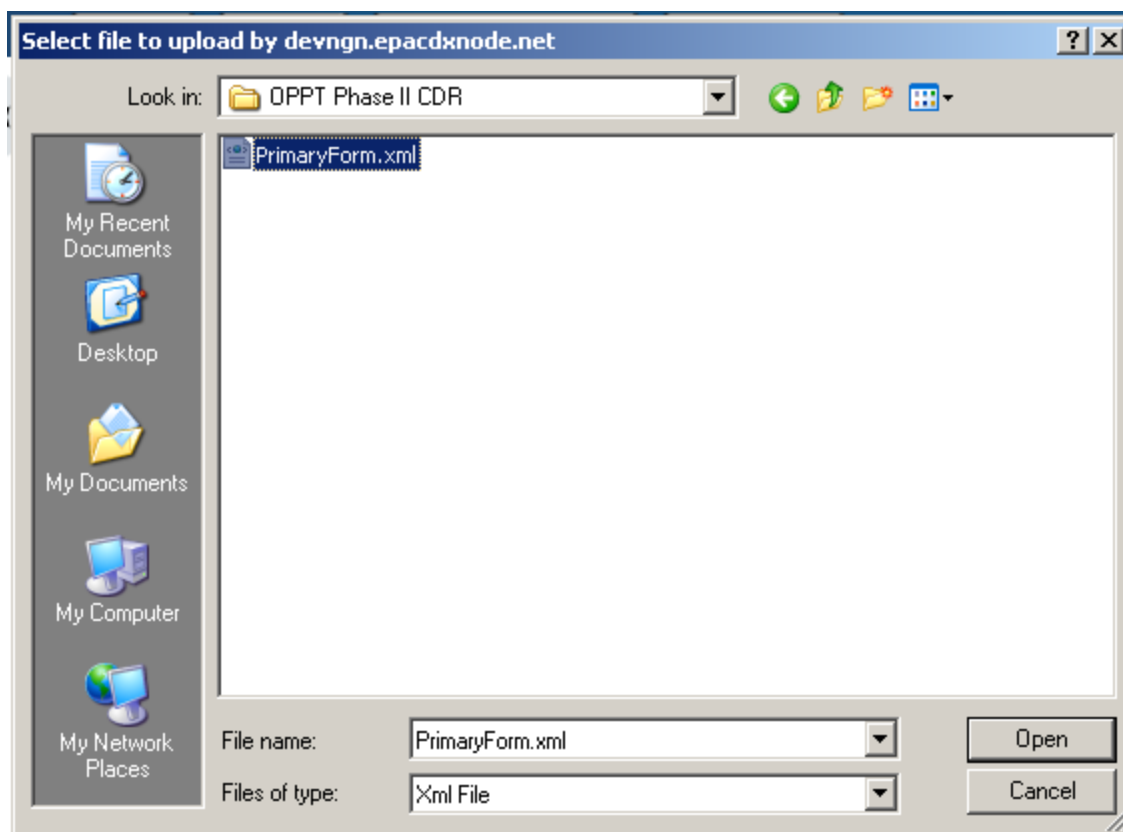 Select file to upload by devngn.epacdxnode.net
Look in:
OPPT Phase II CDR
PrimaryForm.xml
My Recent
Documents
Desktop
My Documents
My Computer
My Network
Places
File name:
PrimaryForm.xml
Open
Files of type:
Xml File
Cancel